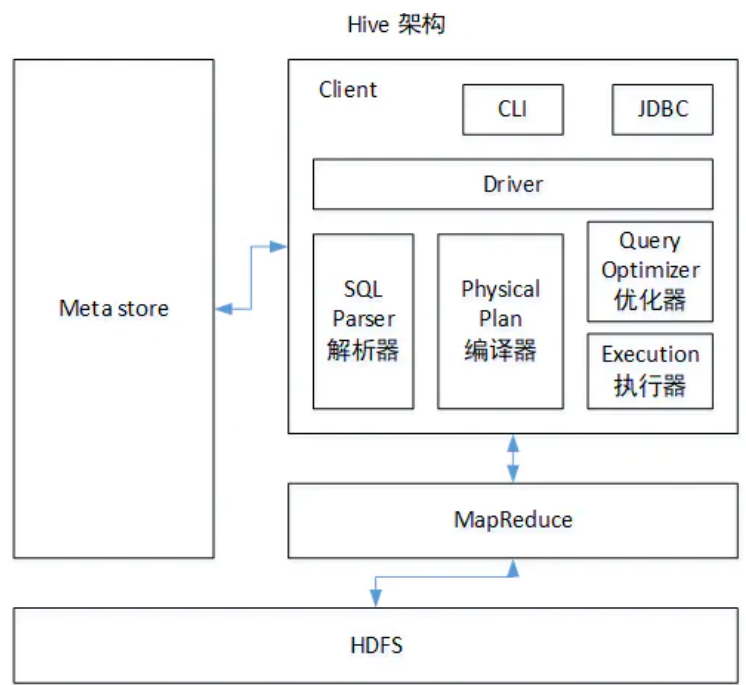 Hive 架构
Client
CLI
JDBC
Driver
Meta store
SQL
Parser
解析器
Physical
Plan
编译器
Query
Optimizer
优化器
Execution
执行器
MapReduce
HDFS